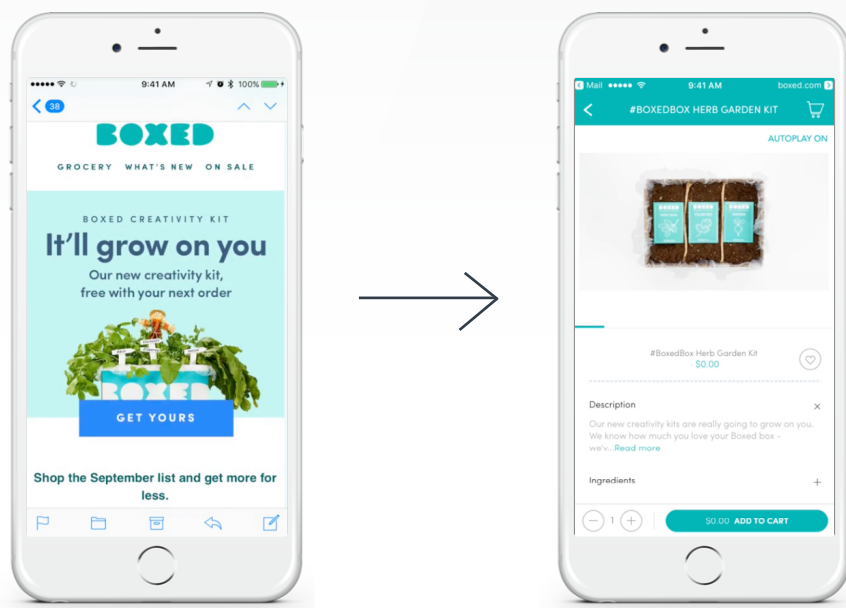 9:41 AM
100%
38
BOXED
GROCERY WHAT'S NEW ON SALE
BOXED CREATIVITY KIT
It'll grow on you
Our new creativity kit,
free with your next order
BOXED
GET YOURS
Shop the September list and get more for
less.
Mail 9:41 AM boxed.com
#BOXEDBOX HERB GARDEN KIT
AUTOPLAY ON
BOXED BOXED BOXED
#BoxedBox Herb Garden Kit
$0.00
Description
Our new creativity kits are really going to grow on you.
We know how much you love your Boxed box -
we'v... Read more
Ingredients
1
$0.00 ADD TO CART